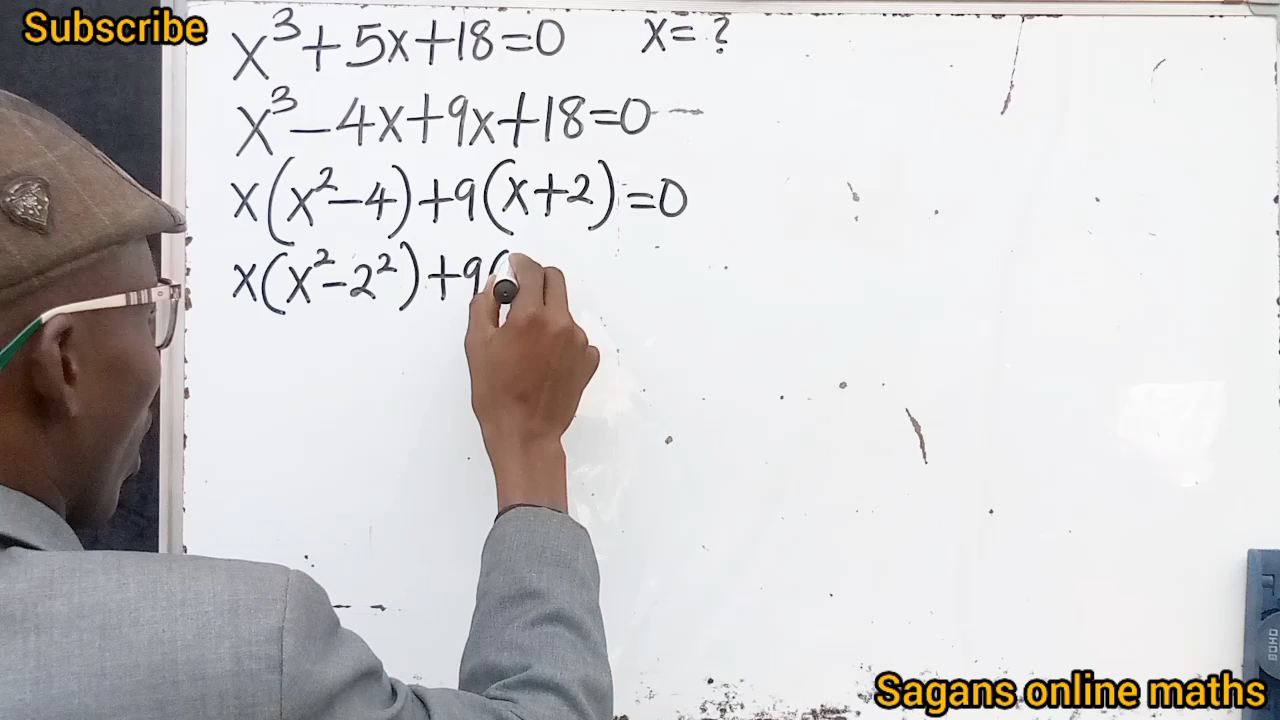 Subscribe
x³+5x+18=0 x=?
x³-4x+9x+18=0
x(x²-4)+9(x+2)=0
x(x²-2²)+9(
Sagans online maths